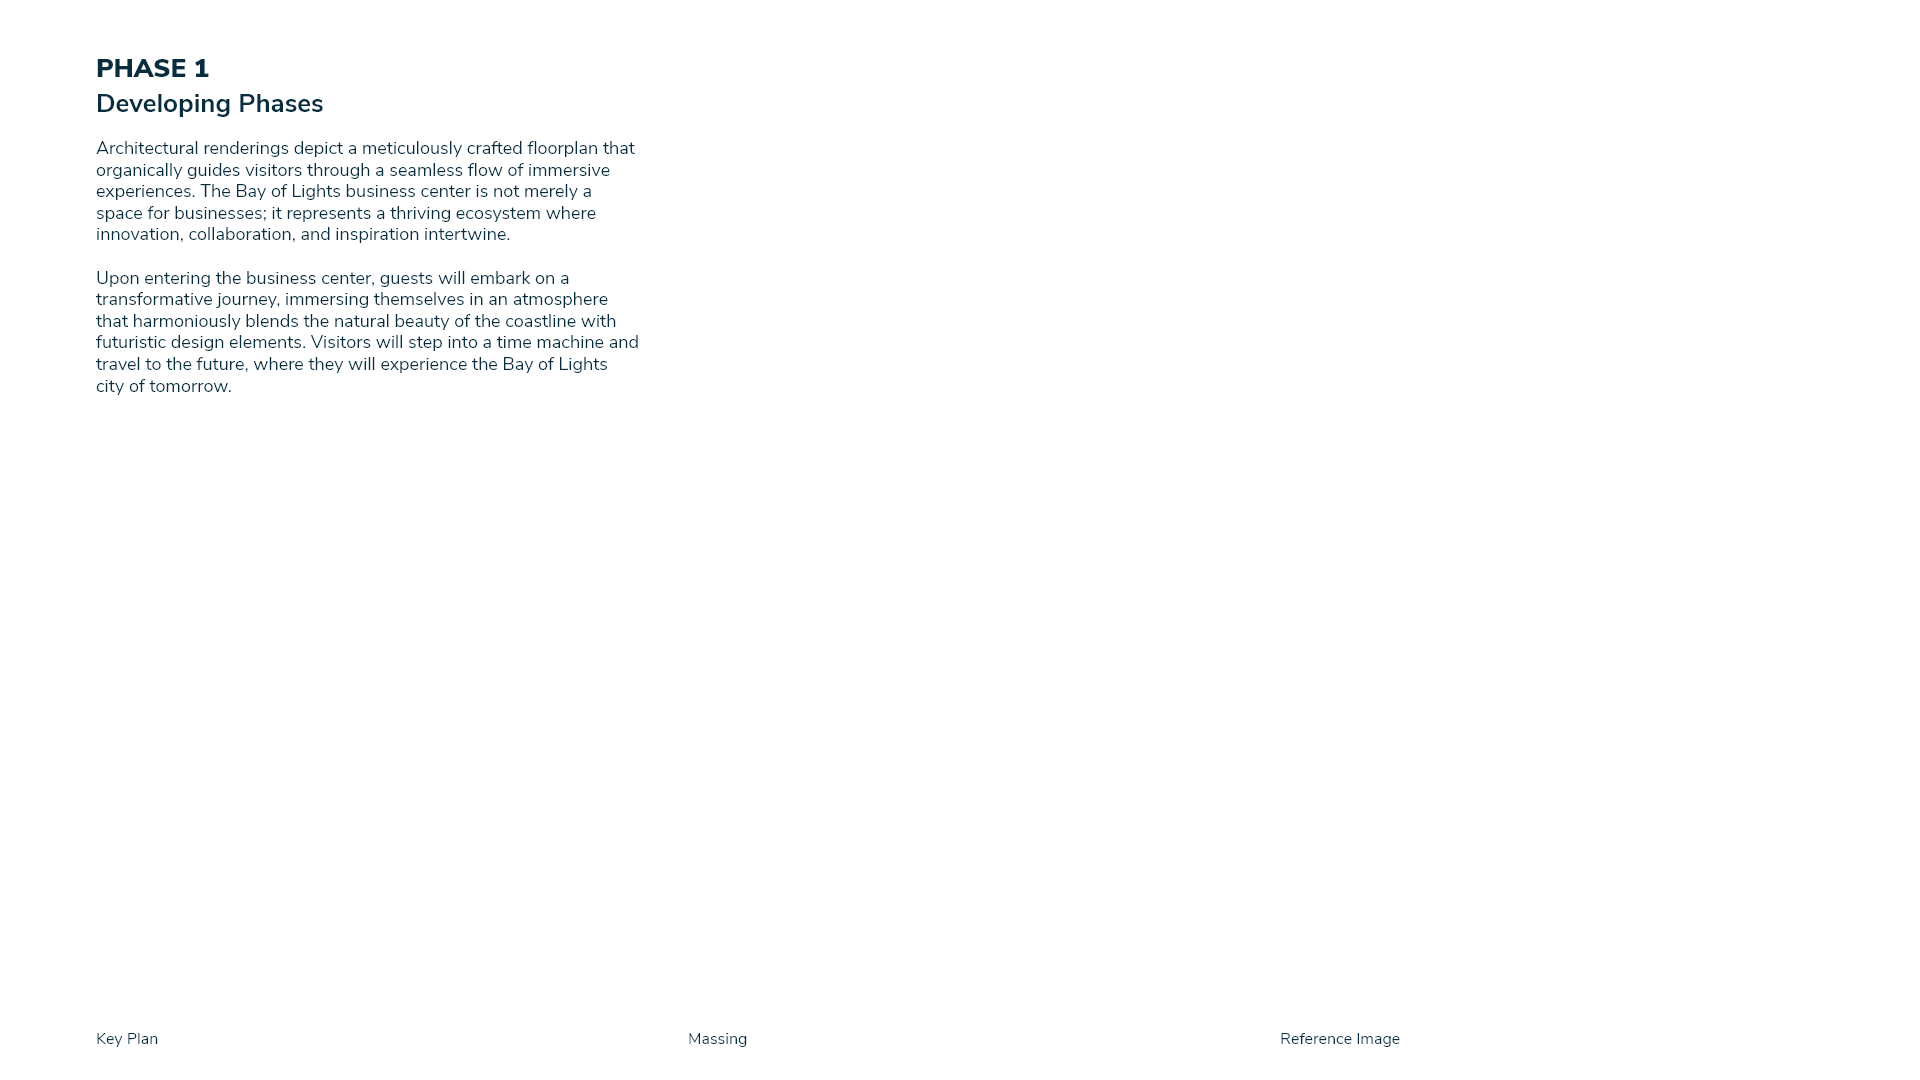 PHASE 1
Developing Phases
Architectural renderings depict a meticulously crafted floorplan that
organically guides visitors through a seamless flow of immersive
experiences. The Bay of Lights business center is not merely a
space for businesses; it represents a thriving ecosystem where
innovation, collaboration, and inspiration intertwine.
Upon entering the business center, guests will embark on a
transformative journey, immersing themselves in an atmosphere
that harmoniously blends the natural beauty of the coastline with
futuristic design elements. Visitors will step into a time machine and
travel to the future, where they will experience the Bay of Lights
city of tomorrow.
Key Plan
Massing
Reference Image